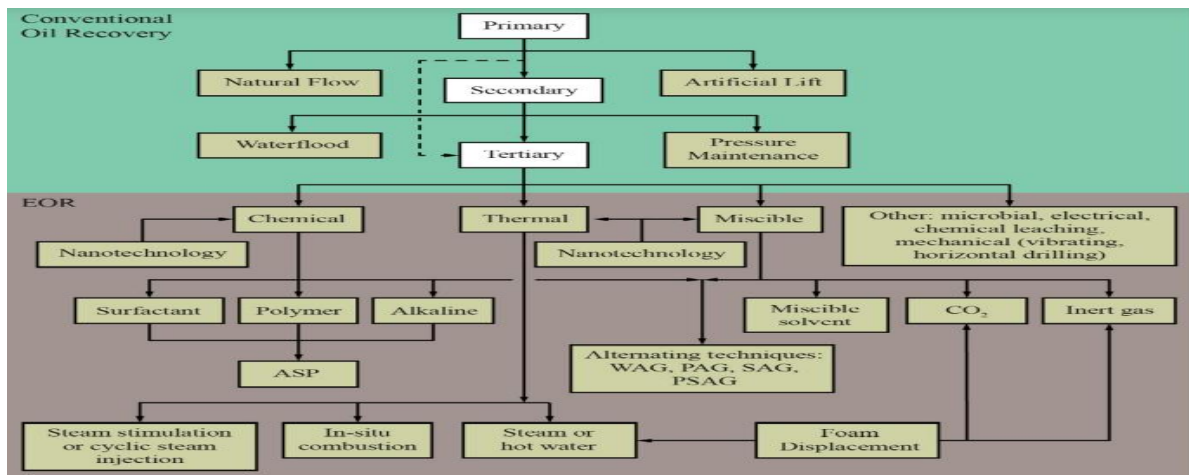 Conventional
Oil Recovery
Primary
Natural Flow
Secondary
Artificial Lift
Waterflood
Tertiary
Pressure
Maintenance
EOR
Chemical
Thermal
Miscible
Other: microbial, electrical,
chemical leaching,
mechanical (vibrating,
horizontal drilling)
Nanotechnology
Nanotechnology
Surfactant
Polymer
Alkaline
Miscible
solvent
CO₂
Inert gas
ASP
Alternating techniques:
WAG, PAG, SAG,
PSAG
Steam stimulation
or cyclic steam
injection
In-situ
combustion
Steam or
hot water
Foam
Displacement